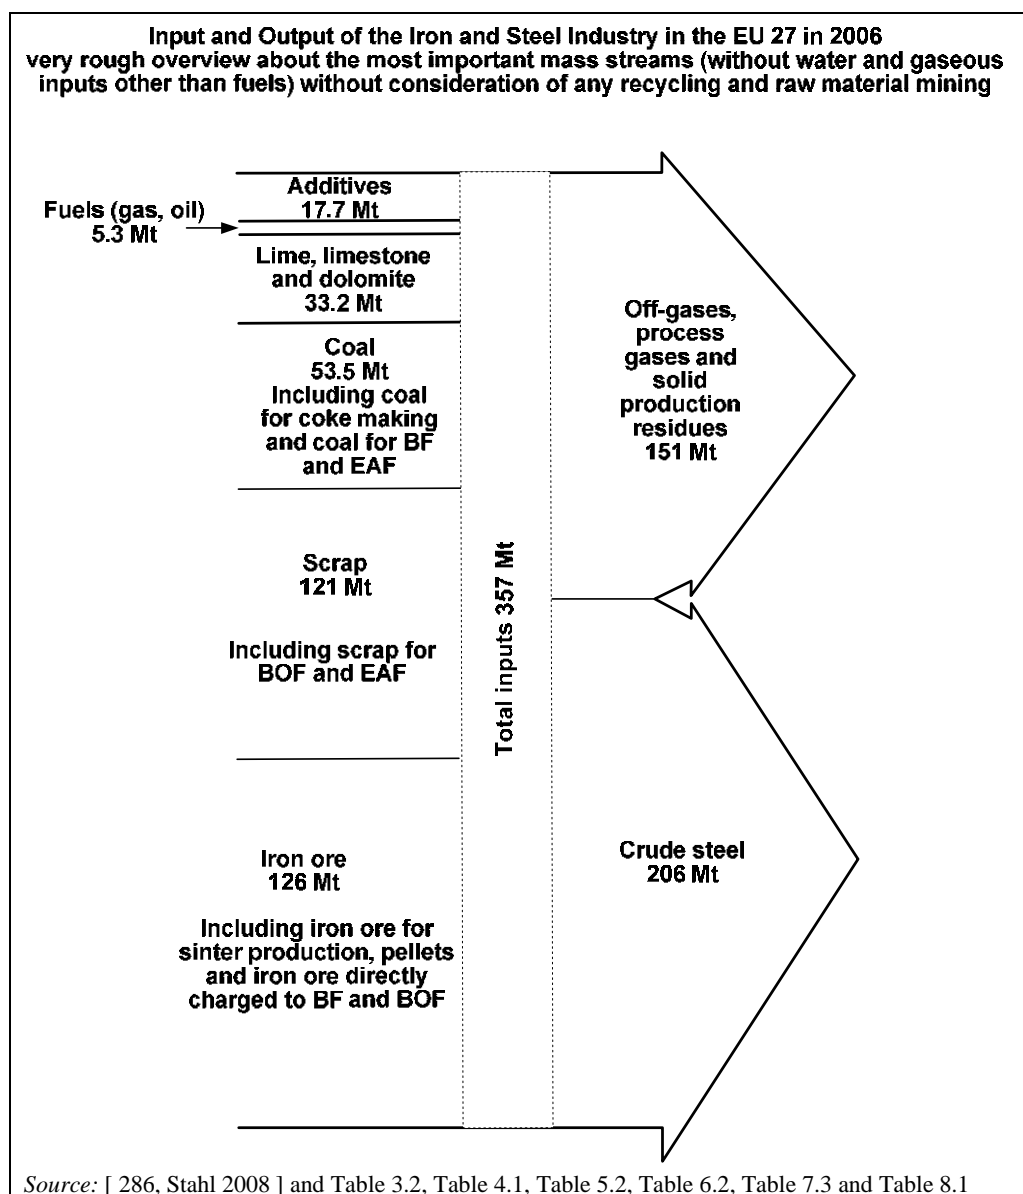 Input and Output of the Iron and Steel Industry in the EU 27 in 2006
very rough overview about the most important mass streams (without water and gaseous
inputs other than fuels) without consideration of any recycling and raw material mining
Additives
17.7 Mt
Fuels (gas, oil)
5.3 Mt
Lime, limestone
and dolomite
33.2 Mt
Coal
53.5 Mt
Including coal
for coke making
and coal for BF
and EAF
Scrap
121 Mt
Including scrap for
BOF and EAF
Iron ore
126 Mt
Including iron ore for
sinter production, pellets
and iron ore directly
charged to BF and BOF
Total inputs 357 Mt
Off-gases,
process
gases and
solid
production
residues
151 Mt
Crude steel
206 Mt
Source: [ 286, Stahl 2008 ] and Table 3.2, Table 4.1, Table 5.2, Table 6.2, Table 7.3 and Table 8.1